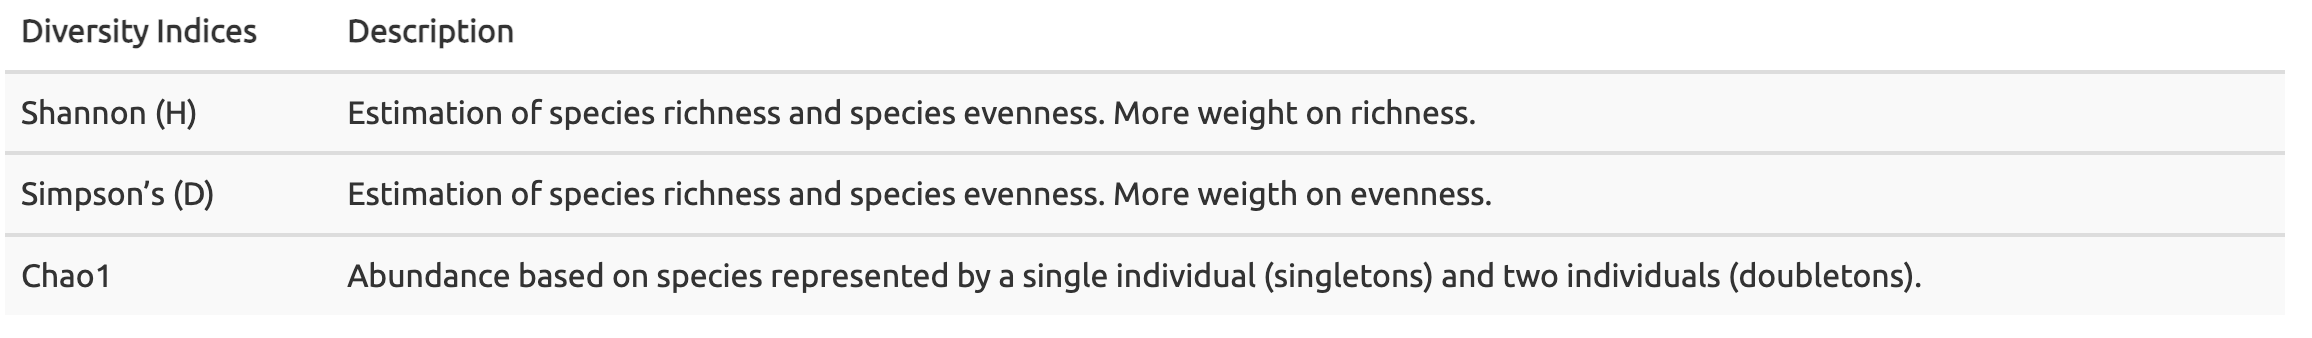 Diversity Indices Description
Shannon (H) Estimation of species richness and species evenness. More weight on richness.
Simpson’s (D) Estimation of species richness and species evenness. More weigth on evenness.
Chao1 Abundance based on species represented by a single individual (singletons) and two individuals (doubletons).